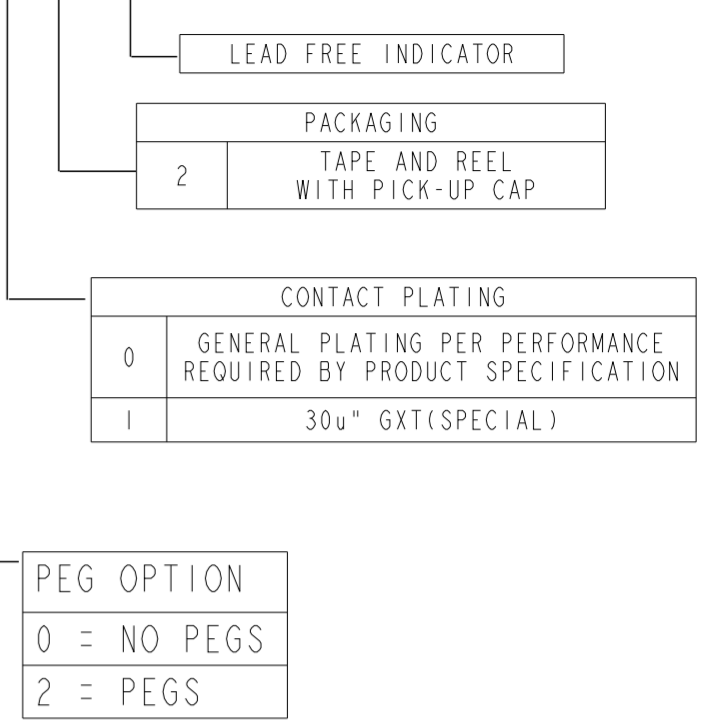 LEAD FREE INDICATOR
PACKAGING
2
TAPE AND REEL
WITH PICK-UP CAP
CONTACT PLATING
0
GENERAL PLATING PER PERFORMANCE
REQUIRED BY PRODUCT SPECIFICATION
1
30u" GXT(SPECIAL)
PEG OPTION
0 = NO PEGS
2 = PEGS